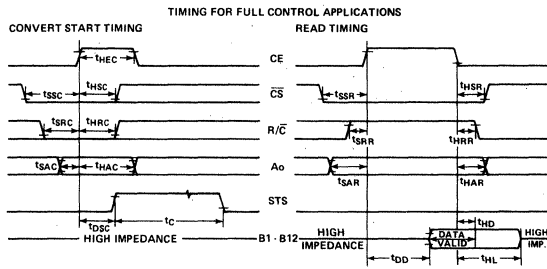 TIMING FOR FULL CONTROL APPLICATIONS
CONVERT START TIMING
READ TIMING
tHEC
CE
tSSC
tHSC
CS
tSSR
tHSR
tSRC
tHRC
R/C
tSRR
tHRR
tSAC
tHAC
Ao
tSAR
tHAR
STS
tDSC
tC
tHD
HIGH IMPEDANCE
B1 - B12
HIGH
IMPEDANCE
DATA
VALID
HIGH
IMP.
tDD
tHL